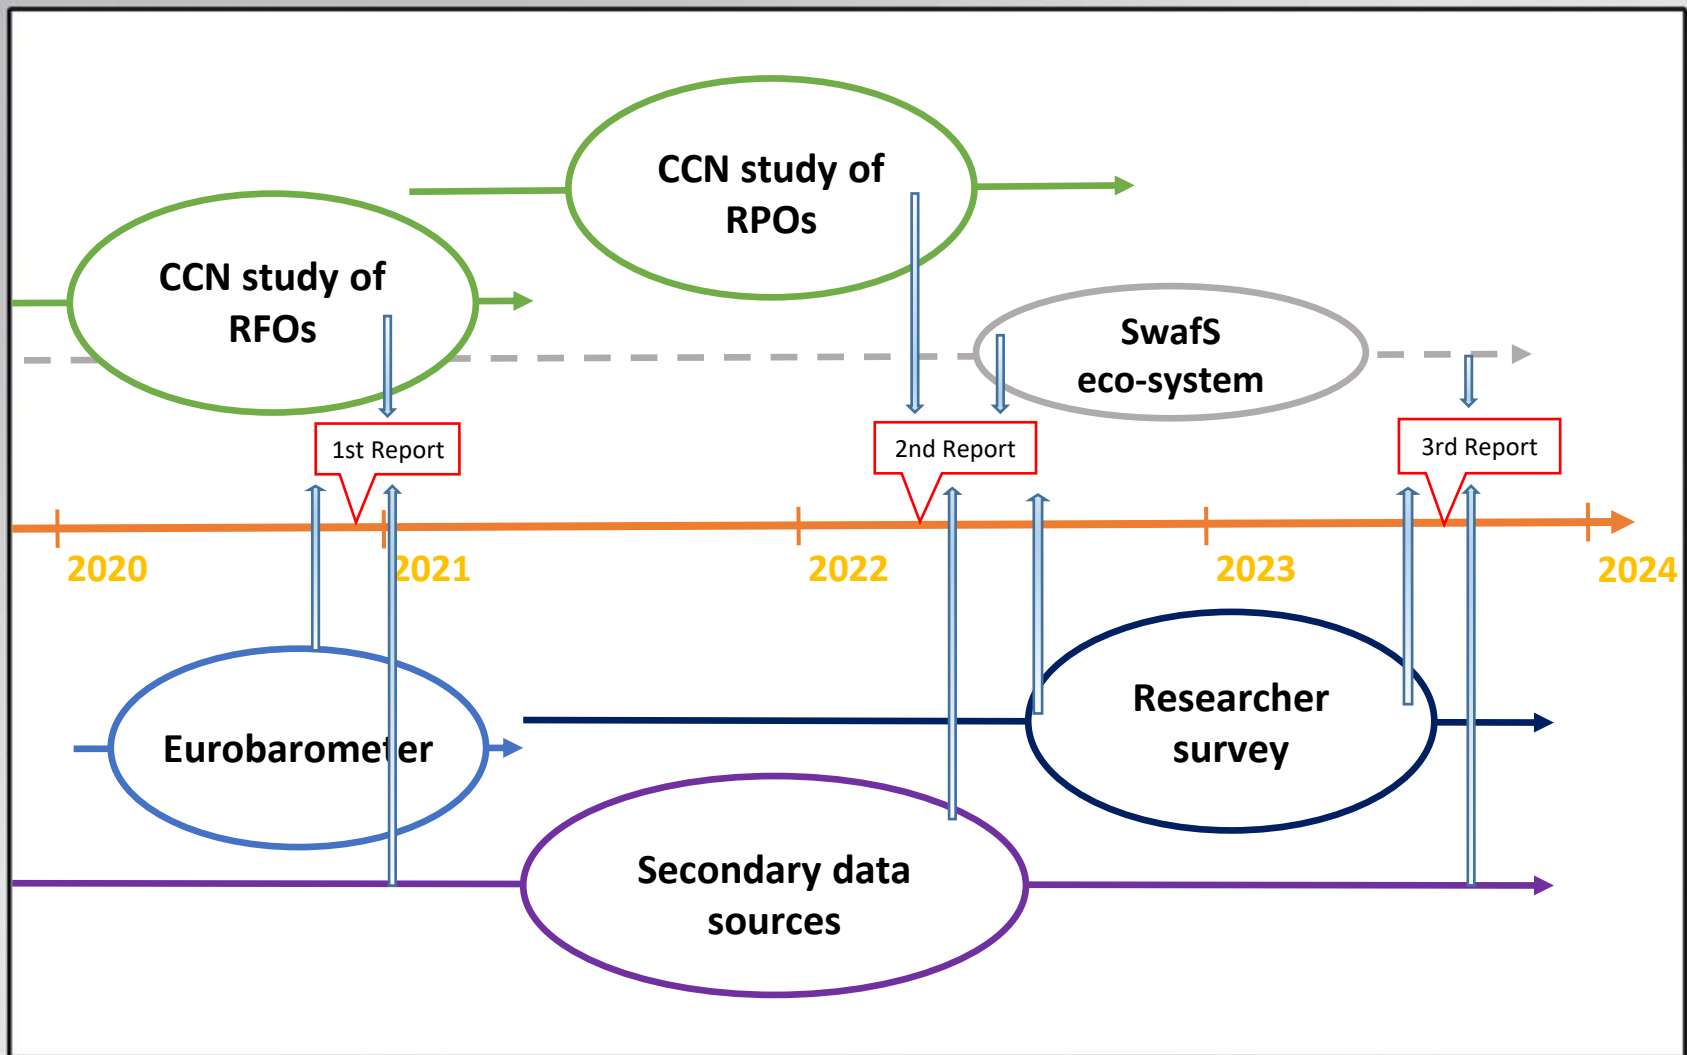 CCN study of
RPOs
CCN study of
RFOs
SwafS
eco-system
1st Report
2nd Report
3rd Report
2020
2021
2022
2023
2024
Researcher
survey
Eurobarometer
Secondary data
sources